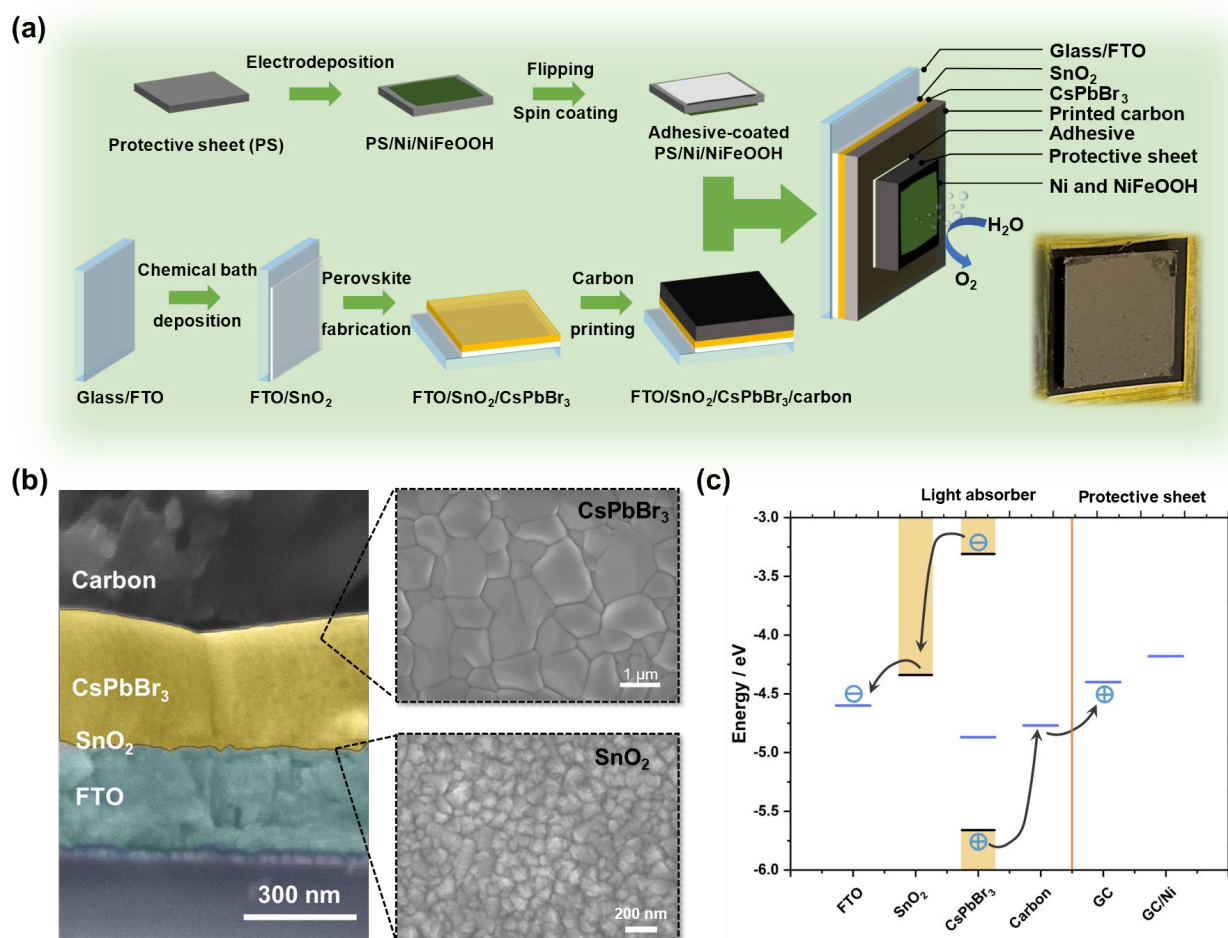 (a)
Electrodeposition
Flipping
Spin coating
Protective sheet (PS)
PS/Ni/NiFeOOH
Adhesive-coated
PS/Ni/NiFeOOH
Glass/FTO
SnO₂
CsPbBr₃
Printed carbon
Adhesive
Protective sheet
Ni and NiFeOOH
H₂O
O₂
Chemical bath
deposition
Perovskite
fabrication
Carbon
printing
Glass/FTO
FTO/SnO₂
FTO/SnO₂/CsPbBr₃
FTO/SnO₂/CsPbBr₃/carbon
(b)
Carbon
CsPbBr₃
SnO₂
FTO
300 nm
CsPbBr₃
1 µm
SnO₂
200 nm
(c)
Light absorber
Protective sheet
Energy / eV
-3.0
-3.5
-4.0
-4.5
-5.0
-5.5
-6.0
FTO
SnO₂
CsPbBr₃
Carbon
GC
GC/Ni